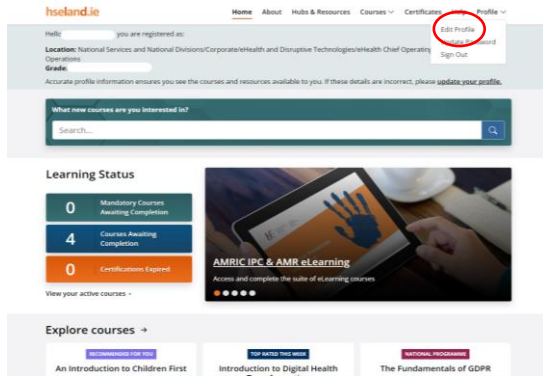 hseland.ie
Home About Hubs & Resources Courses Certificates Help Profile
Edit Profile
Update Password
Sign Out
Hello you are registered as:
Location: National Services and National Divisions/Corporate/eHealth and Disruptive Technologies/eHealth Chief Operating
Operations
Grade:
Accurate profile information ensures you see the courses and resources available to you. If these details are incorrect, please update your profile.
What new courses are you interested in?
Search...
Learning Status
0 Mandatory Courses
Awaiting Completion
4 Courses Awaiting
Completion
0 Certifications Expired
View your active courses
AMRIC IPC & AMR eLearning
Access and complete the suite of eLearning courses
Explore courses →
RECOMMENDED FOR YOU
An Introduction to Children First
TOP RATED THIS WEEK
Introduction to Digital Health
NATIONAL PROGRAMME
The Fundamentals of GDPR